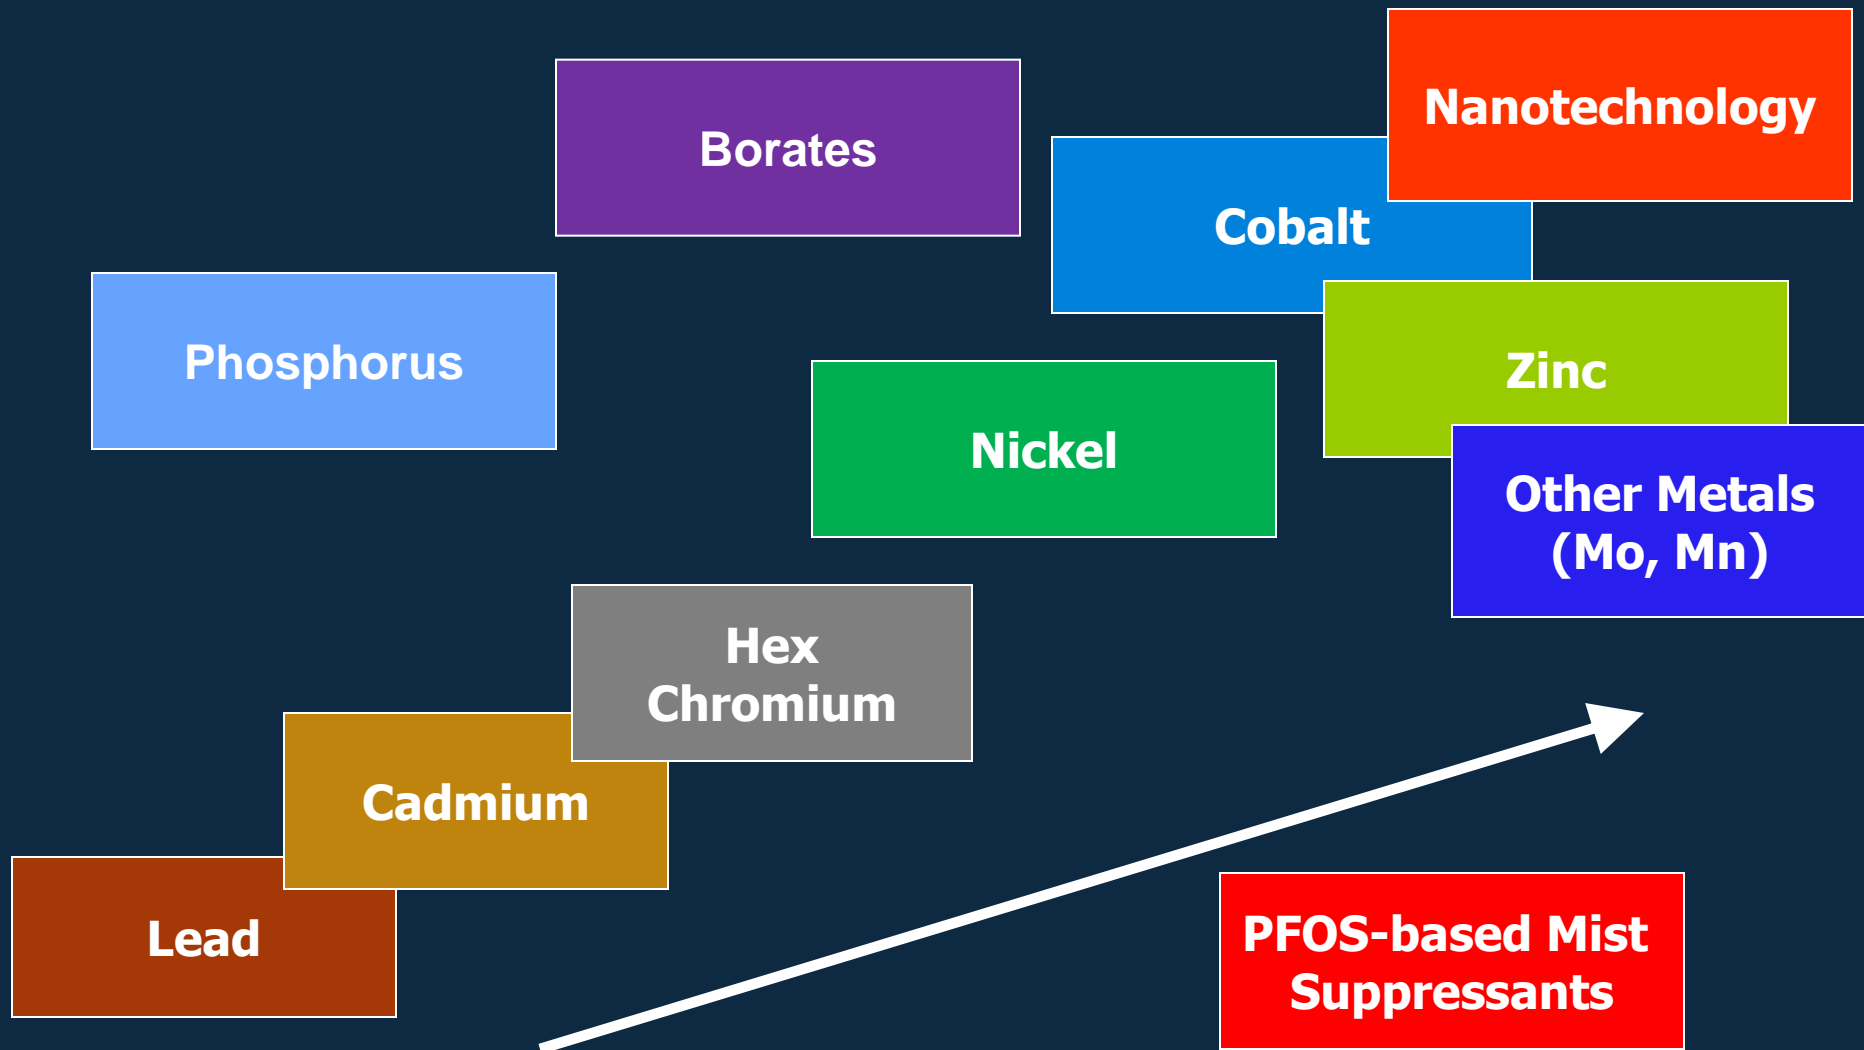 Nanotechnology
Borates
Cobalt
Phosphorus
Zinc
Nickel
Other Metals
(Mo, Mn)
Hex
Chromium
Cadmium
Lead
PFOS-based Mist
Suppressants